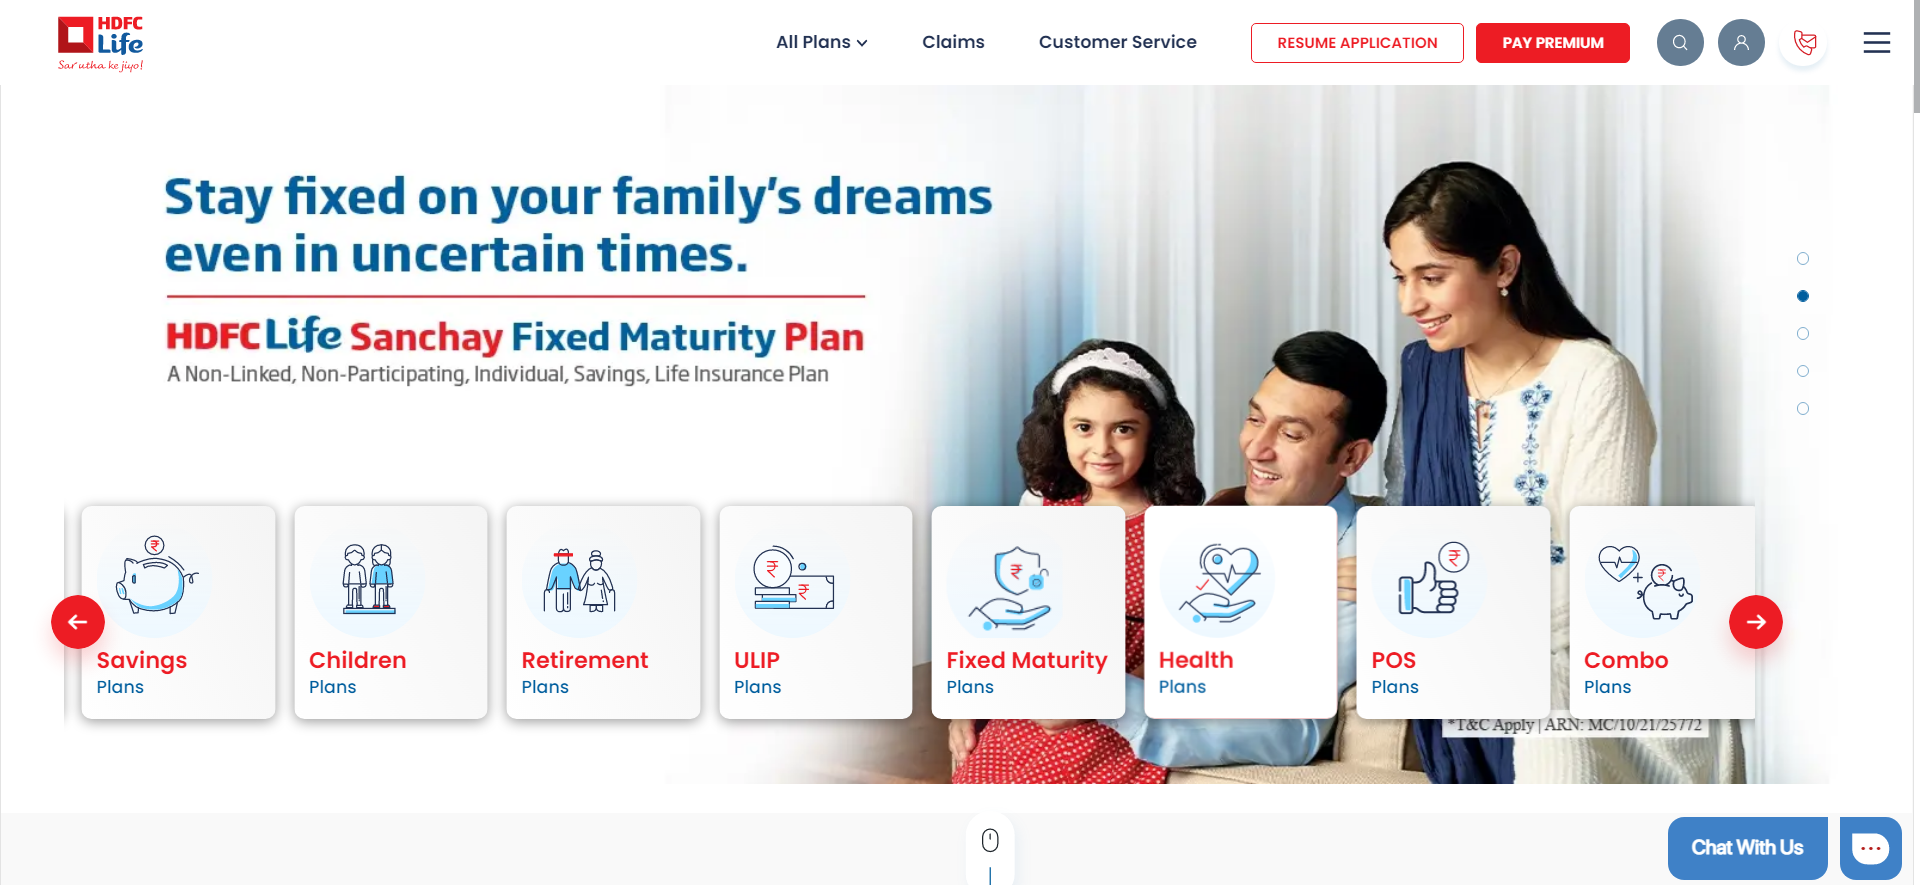 HDFC
Life
Sar utha ke jiyo!
All Plans
Claims
Customer Service
RESUME APPLICATION
PAY PREMIUM
Stay fixed on your family's dreams
even in uncertain times.
HDFC Life Sanchay Fixed Maturity Plan
A Non-Linked, Non-Participating, Individual, Savings, Life Insurance Plan
Savings
Plans
Children
Plans
Retirement
Plans
ULIP
Plans
Fixed Maturity
Plans
Health
Plans
POS
Plans
Combo
Plans
*T&C Apply | ARN: MC/10/21/25772
Chat With Us